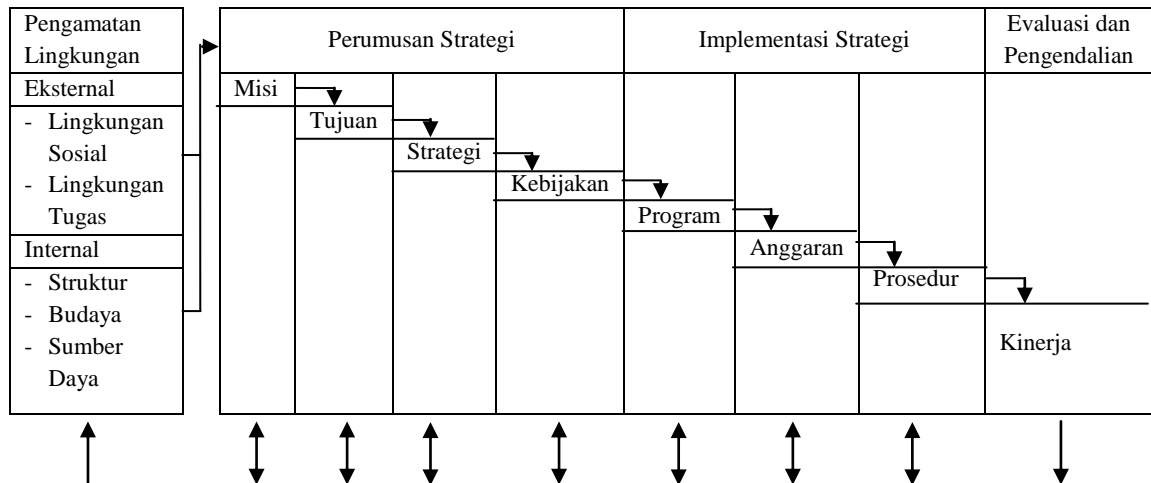 Pengamatan
Lingkungan
Eksternal
- Lingkungan
Sosial
- Lingkungan
Tugas
Internal
- Struktur
- Budaya
- Sumber
Daya
Perumusan Strategi
Misi
Tujuan
Strategi
Kebijakan
Implementasi Strategi
Program
Anggaran
Prosedur
Evaluasi dan
Pengendalian
Kinerja